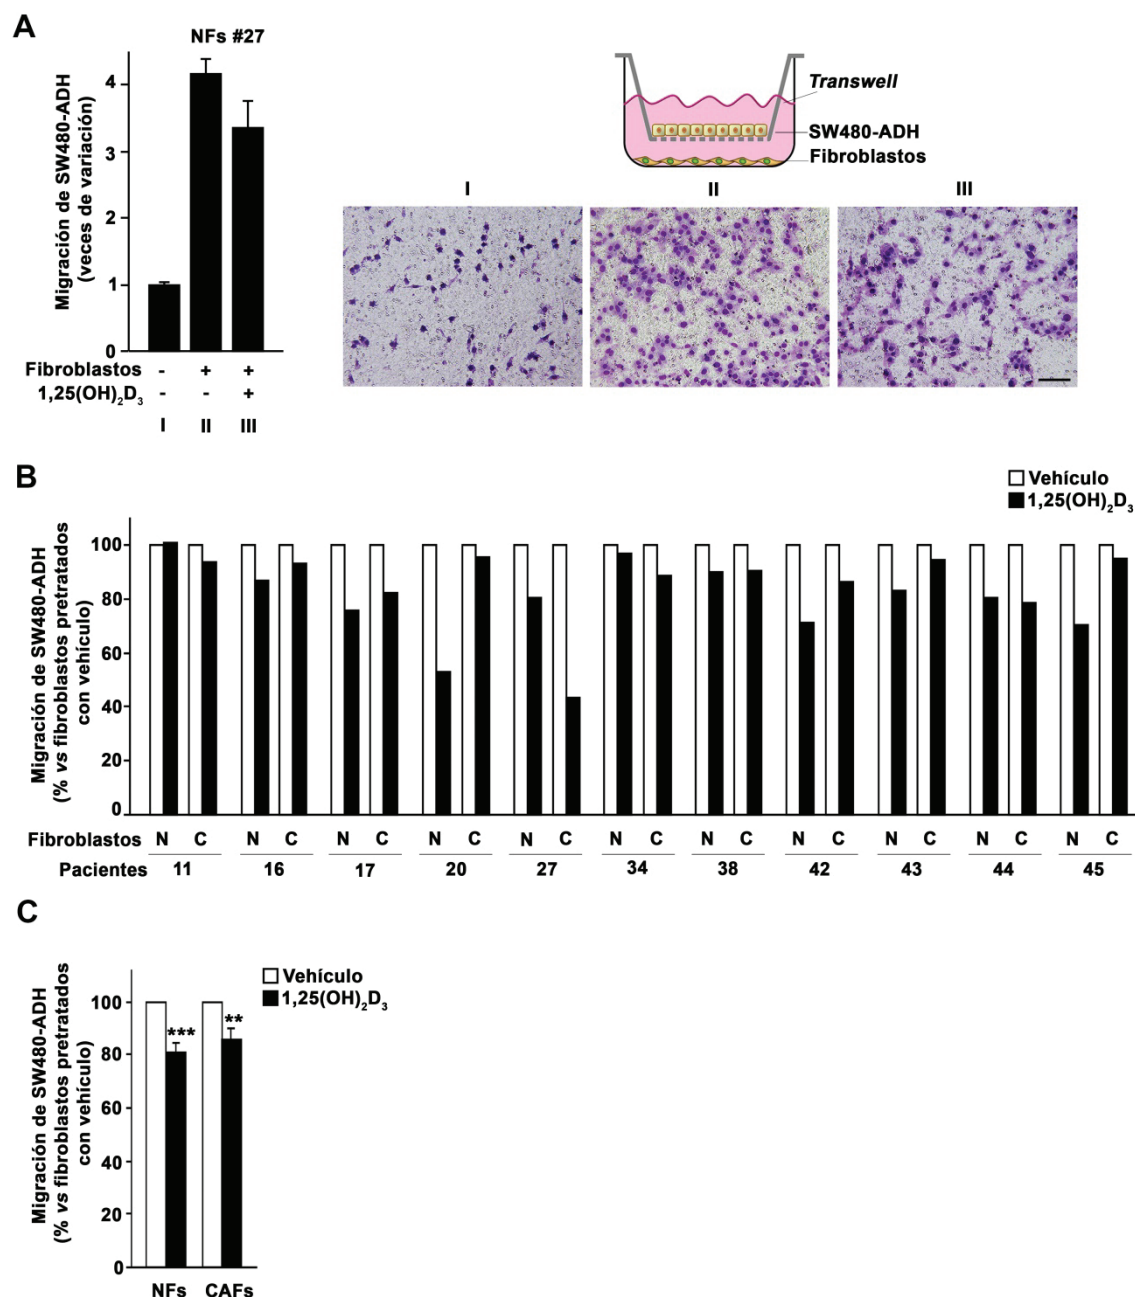 A
NFs #27
Migración de SW480-ADH
(veces de variación)
4
3
2
1
0
Fibroblastos - + +
1,25(OH)₂D₃ - - +
I II III
Transwell
SW480-ADH
Fibroblastos
I II III
B
Vehículo
1,25(OH)₂D₃
Migración de SW480-ADH
(% vs fibroblastos pretratados
con vehículo)
100
80
60
40
20
0
Fibroblastos N C N C N C N C N C N C N C N C N C N C N C
Pacientes 11 16 17 20 27 34 38 42 43 44 45
C
Vehículo
1,25(OH)₂D₃
Migración de SW480-ADH
(% vs fibroblastos pretratados
con vehículo)
100
80
60
40
20
0
*** **
NFs CAFs